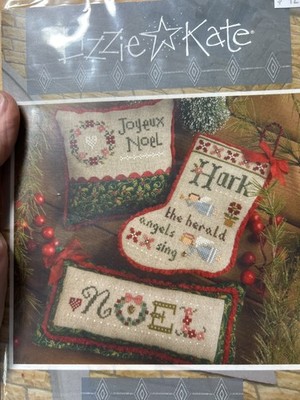 Lizzie☆Kate®
Joyeux
Noel
Hark
the herald
angels
sing
NOEL